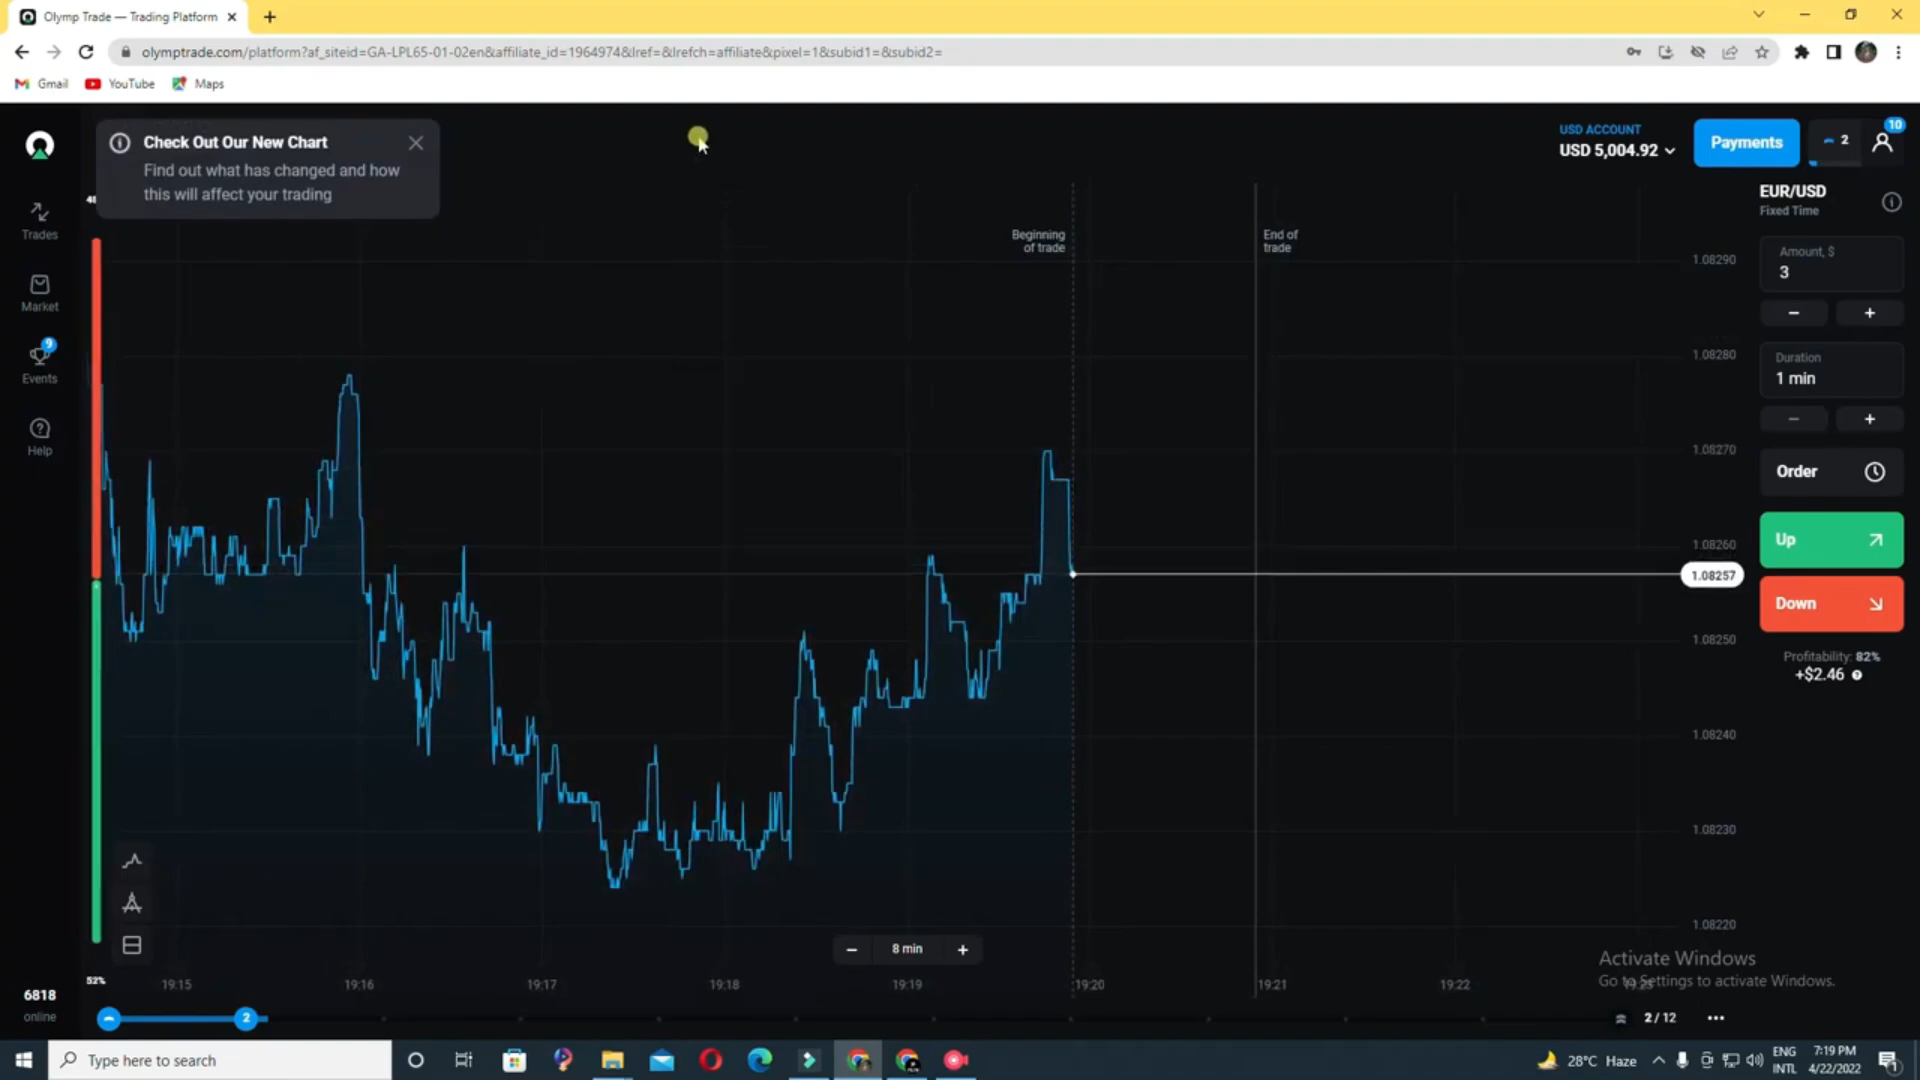 Olymp Trade — Trading Platform
olymptrade.com/platform?af_siteid=GA-LPL65-01-02en&affiliate_id=1964974&lref=&lrefch=affiliate&pixel=1&subid1=&subid2=
Gmail YouTube Maps
Check Out Our New Chart
Find out what has changed and how
this will affect your trading
USD ACCOUNT
USD 5,004.92
Payments
2
10
Trades
Market
9
Events
Help
Beginning
of trade
End of
trade
EUR/USD
Fixed Time
Amount, $
3
Duration
1 min
Order
Up
Down
Profitability: 82%
+$2.46
1.08290
1.08280
1.08270
1.08260
1.08257
1.08250
1.08240
1.08230
1.08220
8 min
52%
19:15 19:16 19:17 19:18 19:19 19:20 19:21 19:22
Activate Windows
Go to Settings to activate Windows.
6818
online
2
2/12
Type here to search
28°C Haze
ENG
INTL
7:19 PM
4/22/2022
1